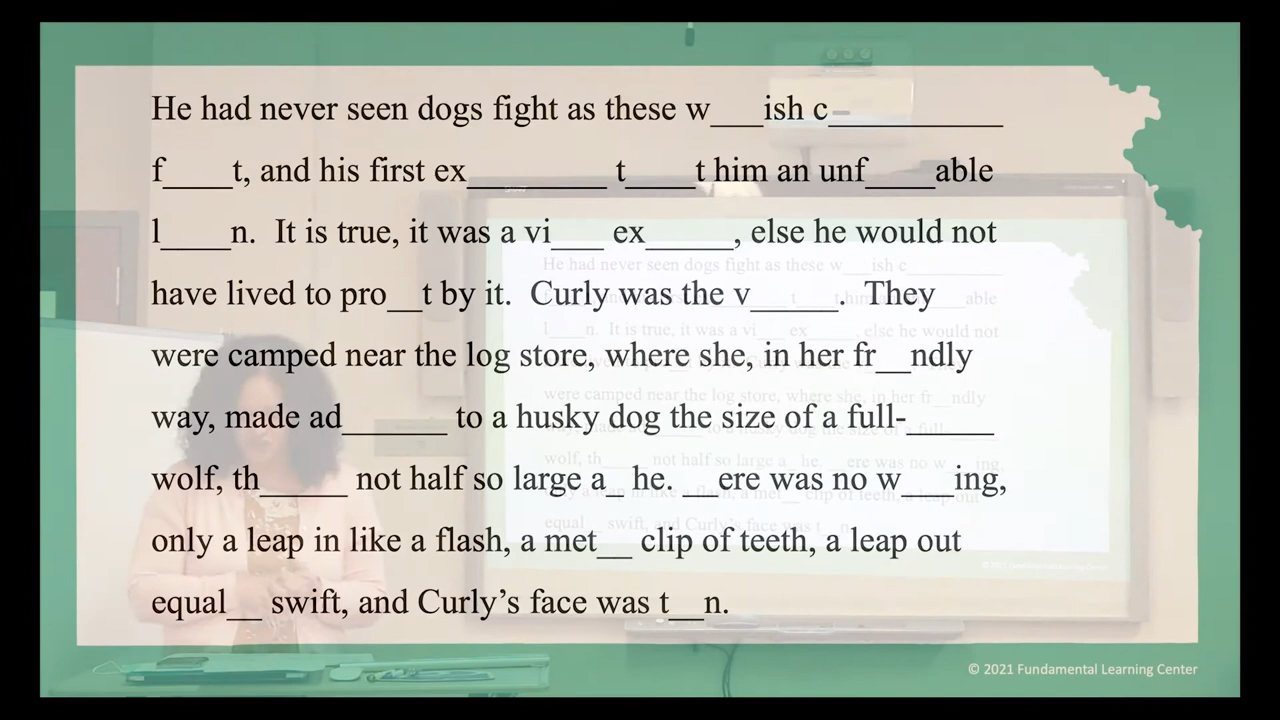 He had never seen dogs fight as these w___ish c__________
f____t, and his first ex________ t____t him an unf____able
l____n. It is true, it was a vi___ ex_____, else he would not
have lived to pro__t by it. Curly was the v_____. They
were camped near the log store, where she, in her fr__ndly
way, made ad______ to a husky dog the size of a full-_____
wolf, th_____ not half so large a_ he. __ere was no w___ing,
only a leap in like a flash, a met__ clip of teeth, a leap out
equal__ swift, and Curly's face was t__n.
© 2021 Fundamental Learning Center